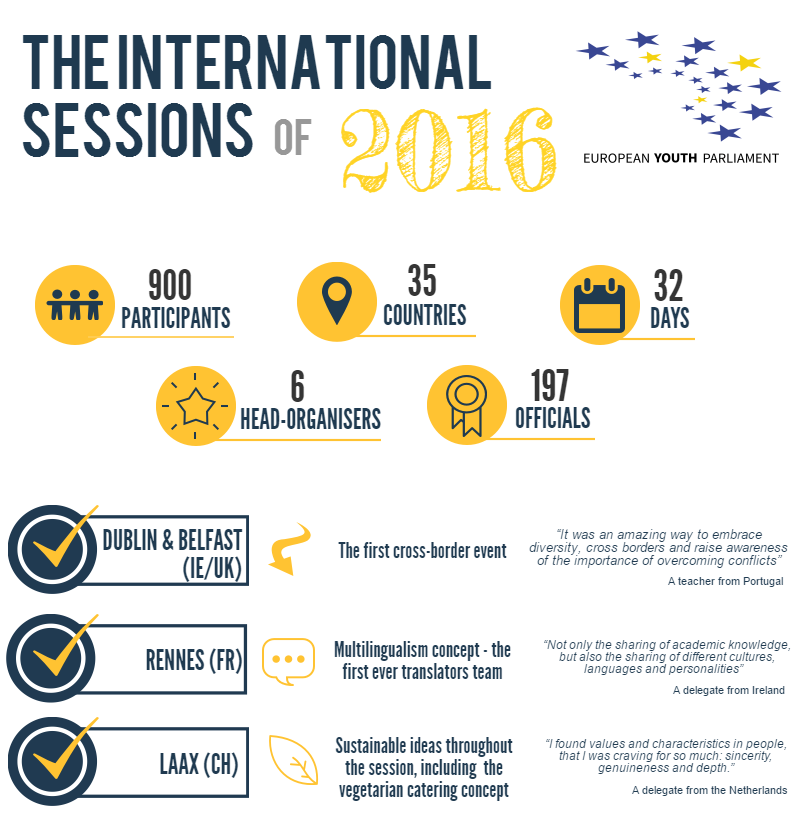 THE INTERNATIONAL
SESSIONS OF 2016
EUROPEAN YOUTH PARLIAMENT
900
PARTICIPANTS
35
COUNTRIES
32
DAYS
6
HEAD-ORGANISERS
197
OFFICIALS
DUBLIN & BELFAST
(IE/UK)
The first cross-border event
“It was an amazing way to embrace
diversity, cross borders and raise awareness
of the importance of overcoming conflicts”
A teacher from Portugal
RENNES (FR)
Multilingualism concept - the
first ever translators team
“Not only the sharing of academic knowledge,
but also the sharing of different cultures,
languages and personalities”
A delegate from Ireland
LAAX (CH)
Sustainable ideas throughout
the session, including the
vegetarian catering concept
“I found values and characteristics in people,
that I was craving for so much: sincerity,
genuineness and depth.”
A delegate from the Netherlands